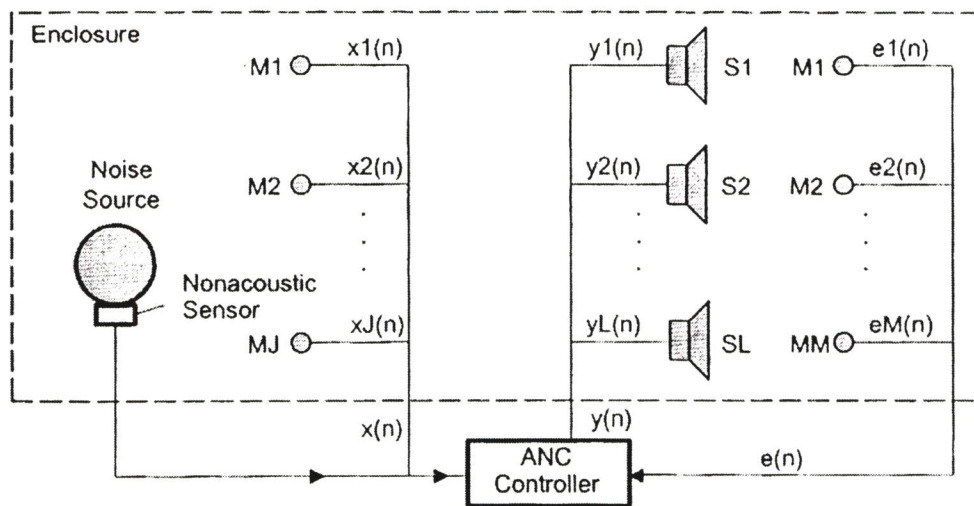 Enclosure
x1(n)
M1
y1(n)
S1
M1
e1(n)
Noise
Source
x2(n)
M2
y2(n)
S2
M2
e2(n)
Nonacoustic
Sensor
xJ(n)
MJ
yL(n)
SL
MM
eM(n)
x(n)
y(n)
ANC
Controller
e(n)